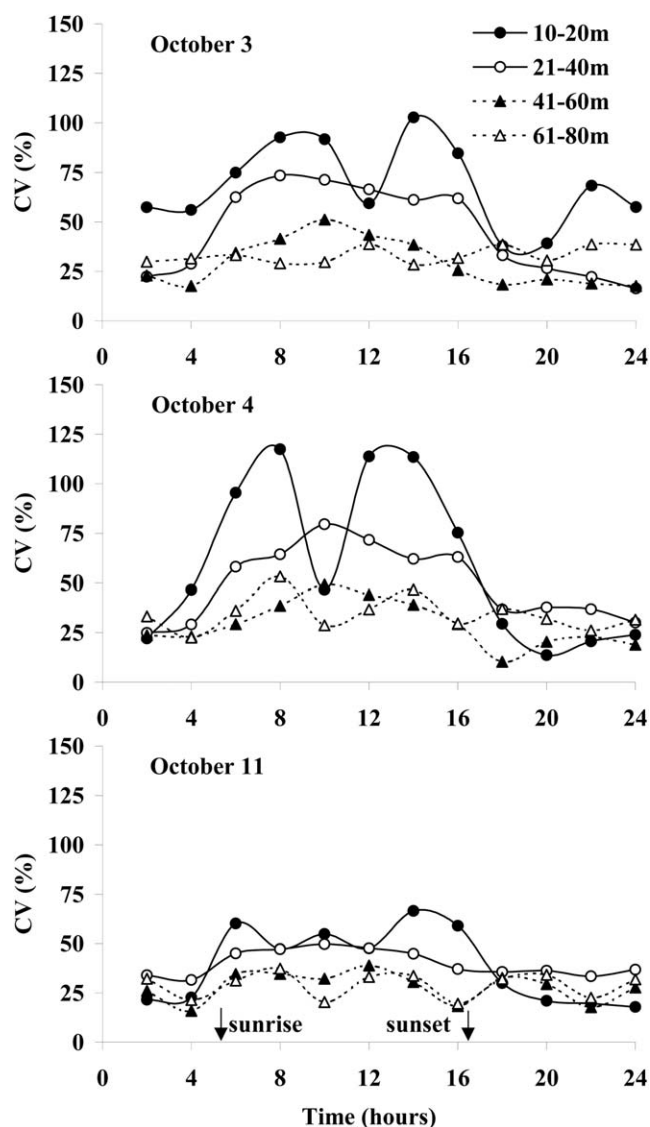 October 3
10-20m
21-40m
41-60m
61-80m
CV (%)
150
125
100
75
50
25
0
0 4 8 12 16 20 24
October 4
CV (%)
150
125
100
75
50
25
0
0 4 8 12 16 20 24
October 11
CV (%)
150
125
100
75
50
25
0
sunrise sunset
0 4 8 12 16 20 24
Time (hours)